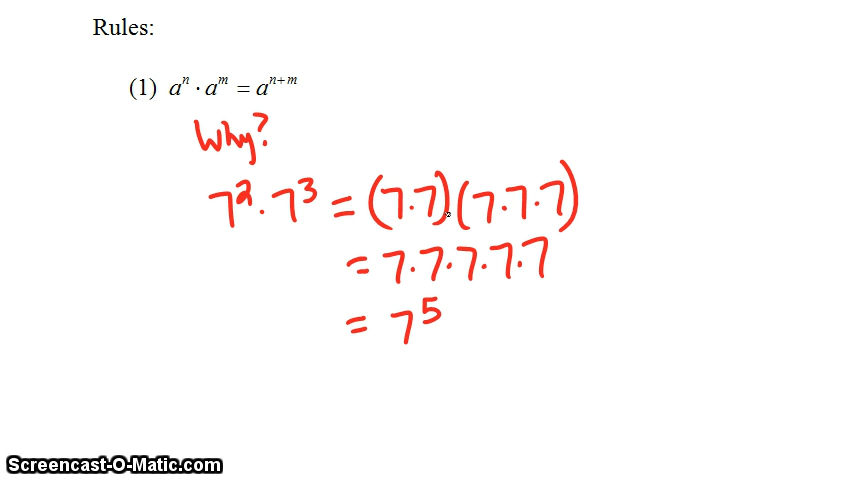 Rules:
(1) aⁿ · aᵐ = aⁿ⁺ᵐ
Why?
7² · 7³ = (7·7)(7·7·7)
= 7·7·7·7·7
= 7⁵
Screencast-O-Matic.com